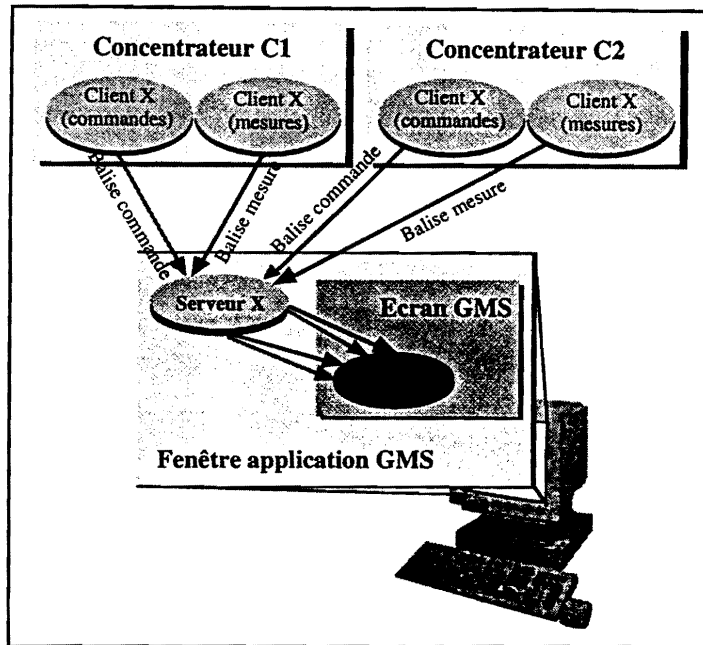 Concentrateur C1
Concentrateur C2
Client X
(commandes)
Client X
(mesures)
Client X
(commandes)
Client X
(mesures)
Balise commande
Balise mesure
Balise commande
Balise mesure
Serveur X
Ecran GMS
Fenêtre application GMS